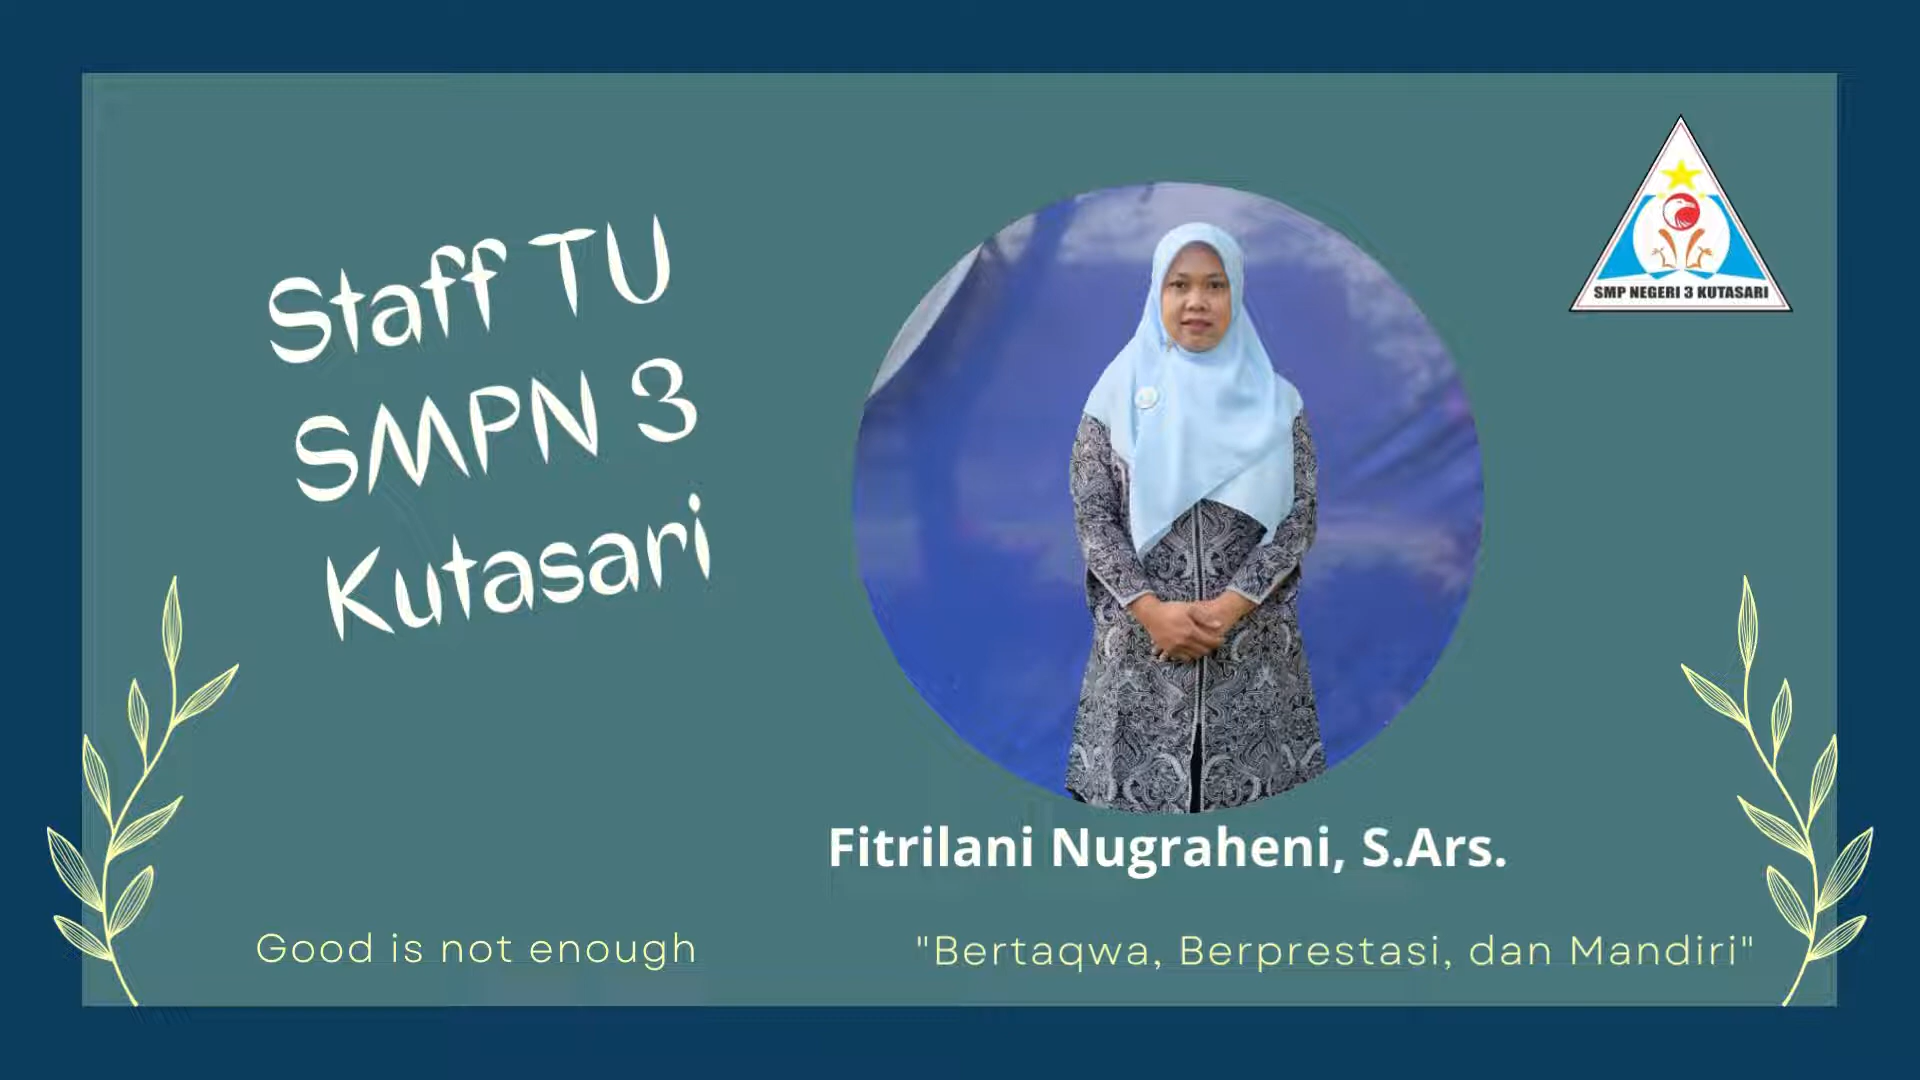 Staff TU
SMPN 3
Kutasari
SMP NEGERI 3 KUTASARI
Fitrilani Nugraheni, S.Ars.
Good is not enough
"Bertaqwa, Berprestasi, dan Mandiri"